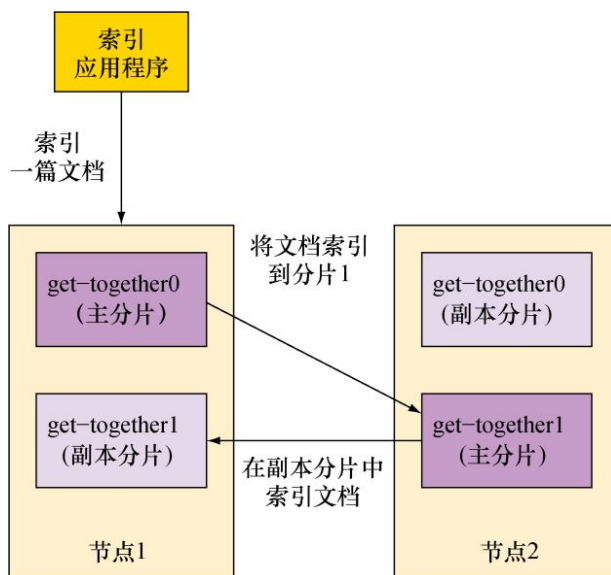 索引
应用程序
索引
一篇文档
将文档索引
到分片1
get-together0
（主分片）
get-together0
(副本分片)
get-together1
(副本分片)
get-together1
(主分片)
在副本分片中
索引文档
节点1
节点2